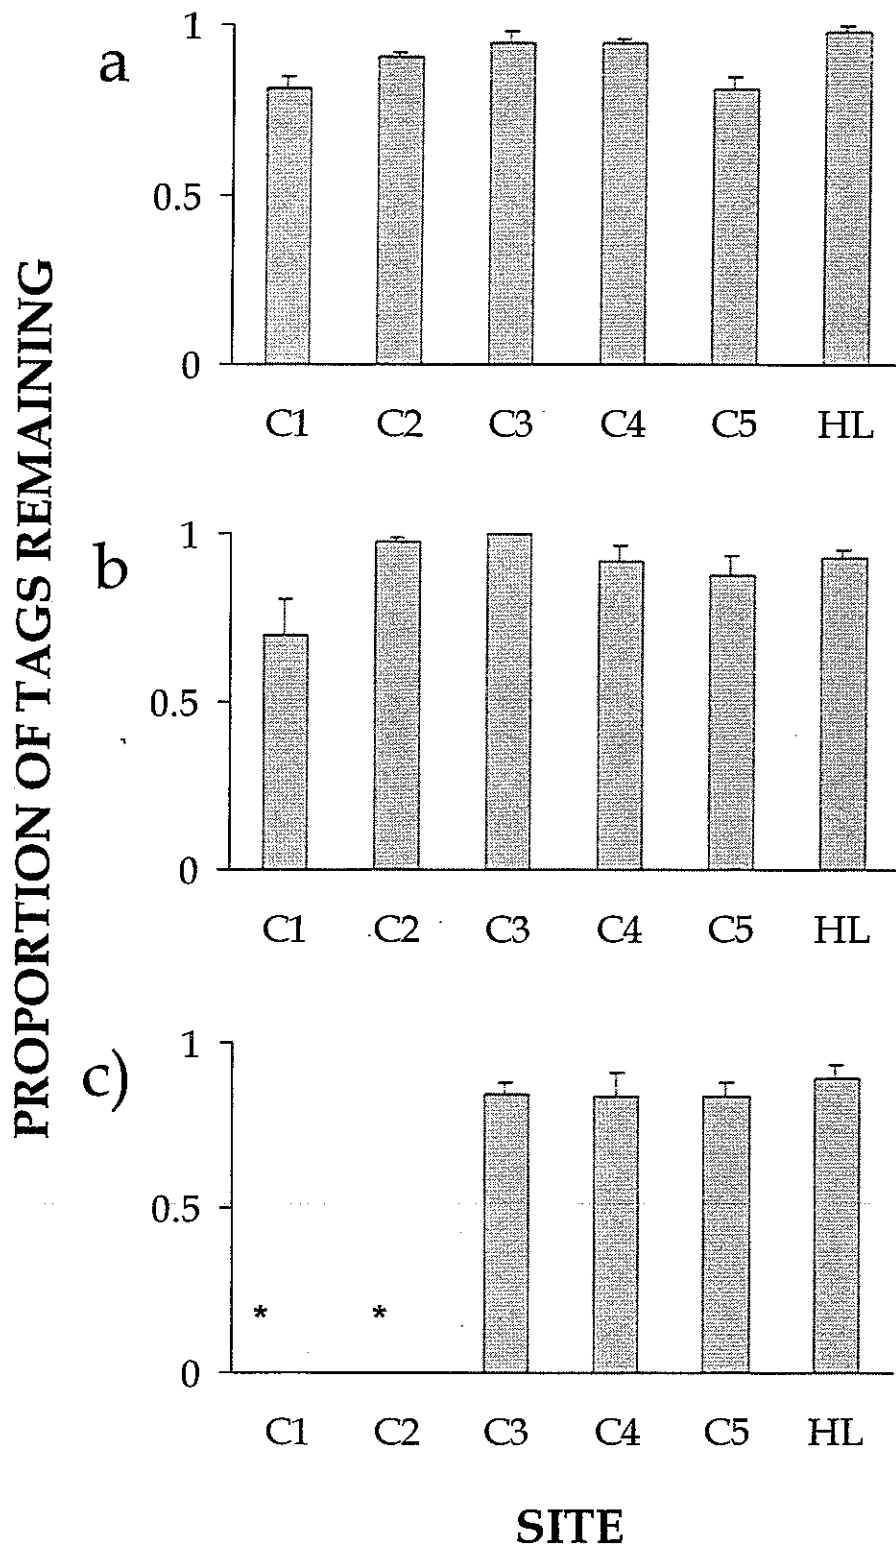 PROPORTION OF TAGS REMAINING
a
1
0.5
0
C1 C2 C3 C4 C5 HL
b
1
0.5
0
C1 C2 C3 C4 C5 HL
c)
1
0.5
0
* *
C1 C2 C3 C4 C5 HL
SITE